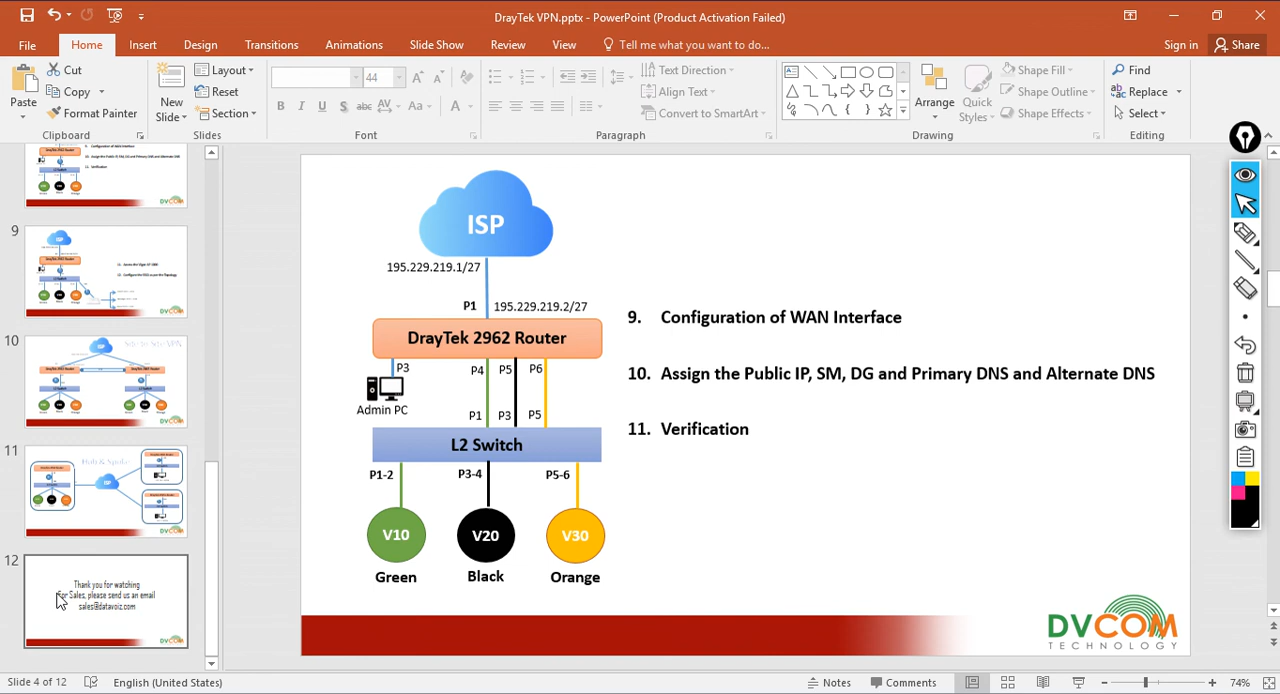 DrayTek VPN.pptx - PowerPoint (Product Activation Failed)
File Home Insert Design Transitions Animations Slide Show Review View Tell me what you want to do... Sign in Share
Paste
Cut
Copy
Format Painter
Clipboard
New
Slide
Layout
Reset
Section
Slides
44
B I U S abc AV Aa A
Font
Text Direction
Align Text
Convert to SmartArt
Paragraph
Arrange
Quick
Styles
Shape Fill
Shape Outline
Shape Effects
Drawing
Find
Replace
Select
Editing
9
10
11
12
Thank you for watching
For Sales, please send us an email
sales@datavoiz.com
ISP
195.229.219.1/27
P1 195.229.219.2/27
DrayTek 2962 Router
P3 P4 P5 P6
Admin PC
P1 P3 P5
L2 Switch
P1-2 P3-4 P5-6
V10 V20 V30
Green Black Orange
9. Configuration of WAN Interface
10. Assign the Public IP, SM, DG and Primary DNS and Alternate DNS
11. Verification
DVCOM
TECHNOLOGY
Slide 4 of 12 English (United States) Notes Comments 74%